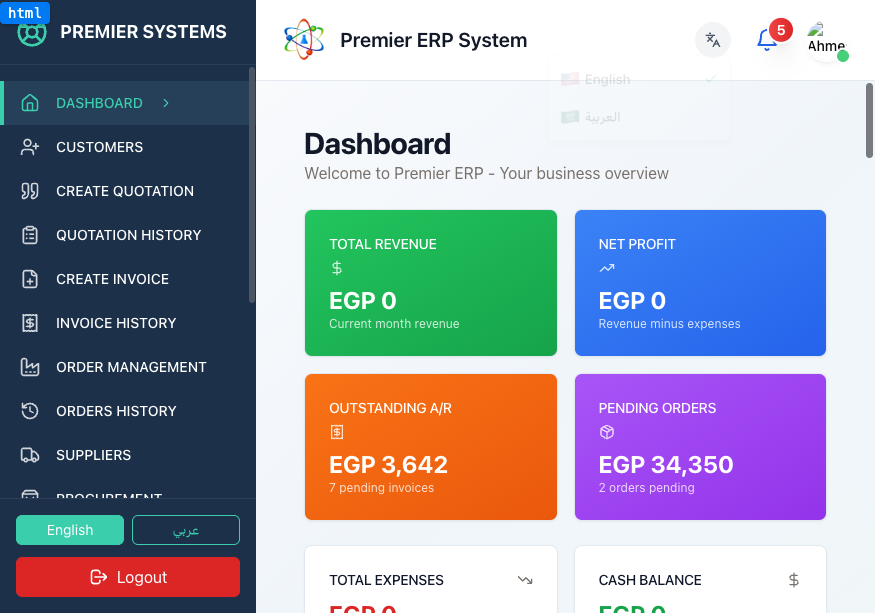 html
PREMIER SYSTEMS
DASHBOARD
CUSTOMERS
CREATE QUOTATION
QUOTATION HISTORY
CREATE INVOICE
INVOICE HISTORY
ORDER MANAGEMENT
ORDERS HISTORY
SUPPLIERS
PROCUREMENT
English
عربي
Logout
Premier ERP System
5
Ahme
English
العربية
Dashboard
Welcome to Premier ERP - Your business overview
TOTAL REVENUE
EGP 0
Current month revenue
NET PROFIT
EGP 0
Revenue minus expenses
OUTSTANDING A/R
EGP 3,642
7 pending invoices
PENDING ORDERS
EGP 34,350
2 orders pending
TOTAL EXPENSES
EGP 0
CASH BALANCE
EGP 0